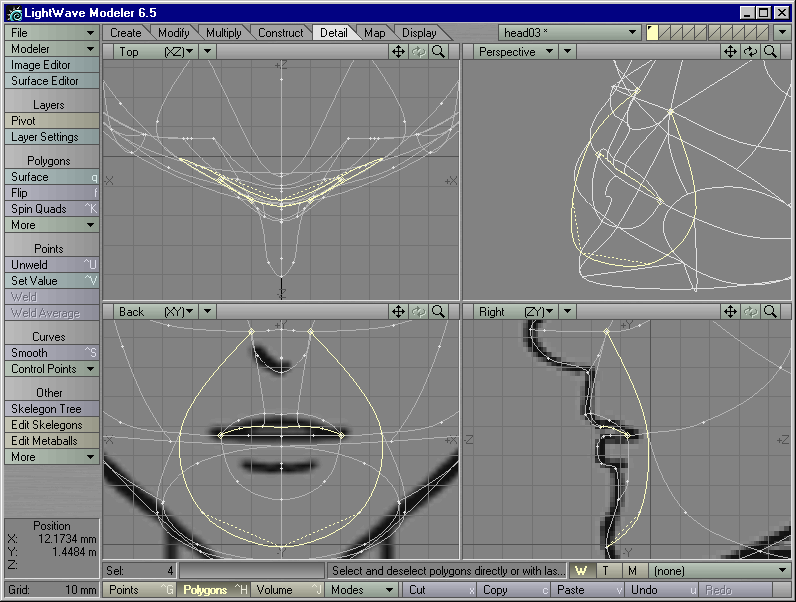 LightWave Modeler 6.5
File
Create Modify Multiply Construct Detail Map Display head03 *
Modeler
Image Editor
Surface Editor
Layers
Pivot
Layer Settings
Polygons
Surface q
Flip f
Spin Quads ^K
More
Points
Unweld ^U
Set Value ^V
Weld
Weld Average
Curves
Smooth ^S
Control Points
Other
Skelegon Tree
Edit Skelegons
Edit Metaballs
More
Top (XZ)
+Z
-X
+X
-Z
Perspective
Back (XY)
+Y
-X
+X
-Y
Right (ZY)
+Y
-Z
+Z
-Y
Position
X: 12.1734 mm
Y: 1.4484 m
Z:
Grid: 10 mm
Sel: 4
Select and deselect polygons directly or with las...
W T M (none)
Points ^G Polygons ^H Volume ^J Modes Cut x Copy c Paste v Undo u Redo